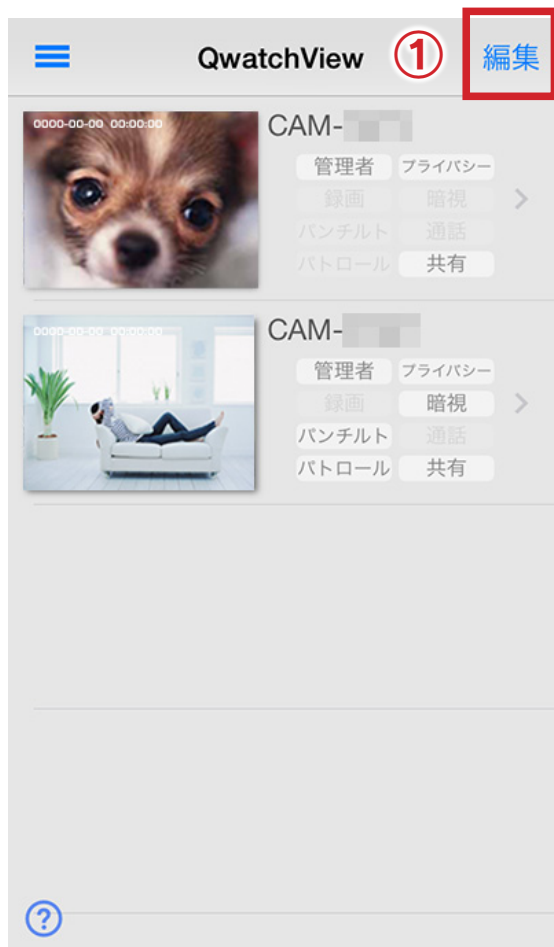 QwatchView ① 編集
0000-00-00 00:00:00
CAM-
管理者 プライバシー
録画 暗視
パンチルト 通話
パトロール 共有
0000-00-00 00:00:00
CAM-
管理者 プライバシー
録画 暗視
パンチルト 通話
パトロール 共有
?